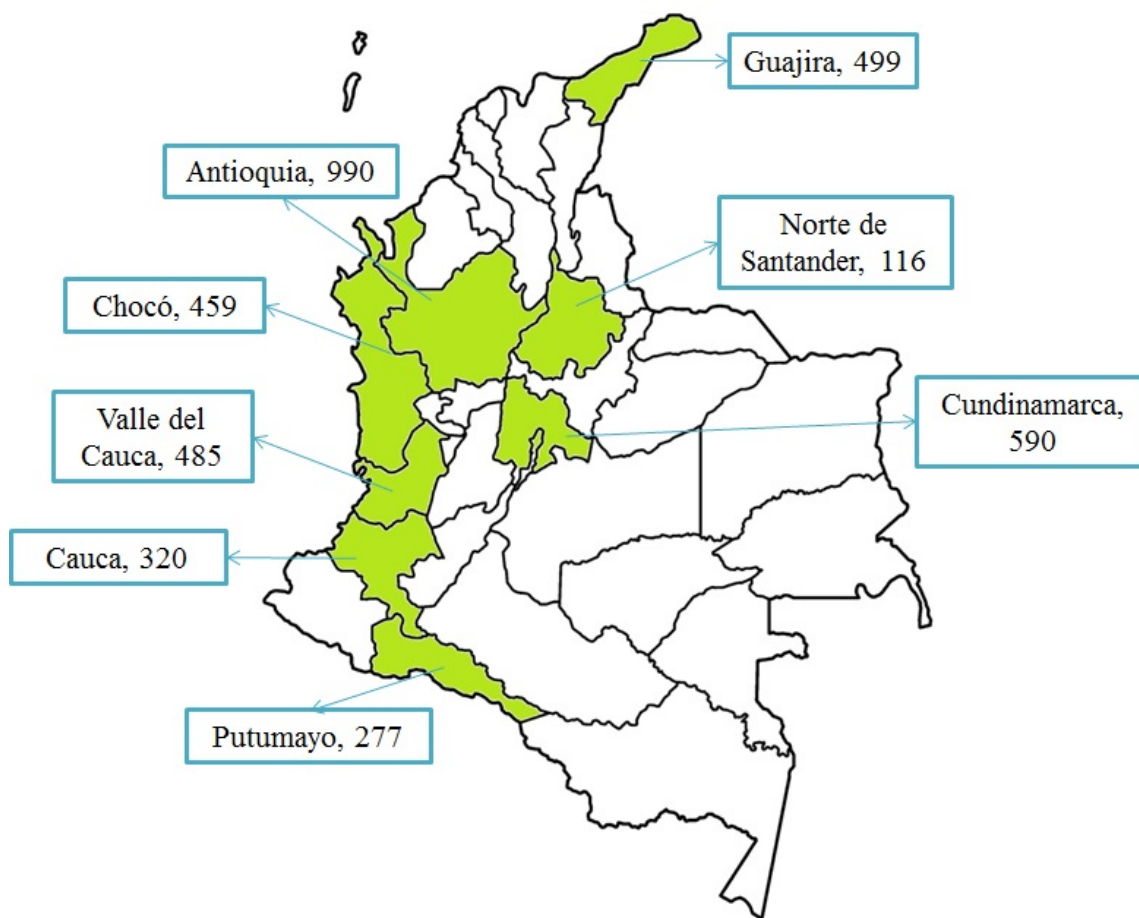 Guajira, 499
Antioquia, 990
Norte de
Santander, 116
Chocó, 459
Valle del
Cauca, 485
Cundinamarca,
590
Cauca, 320
Putumayo, 277